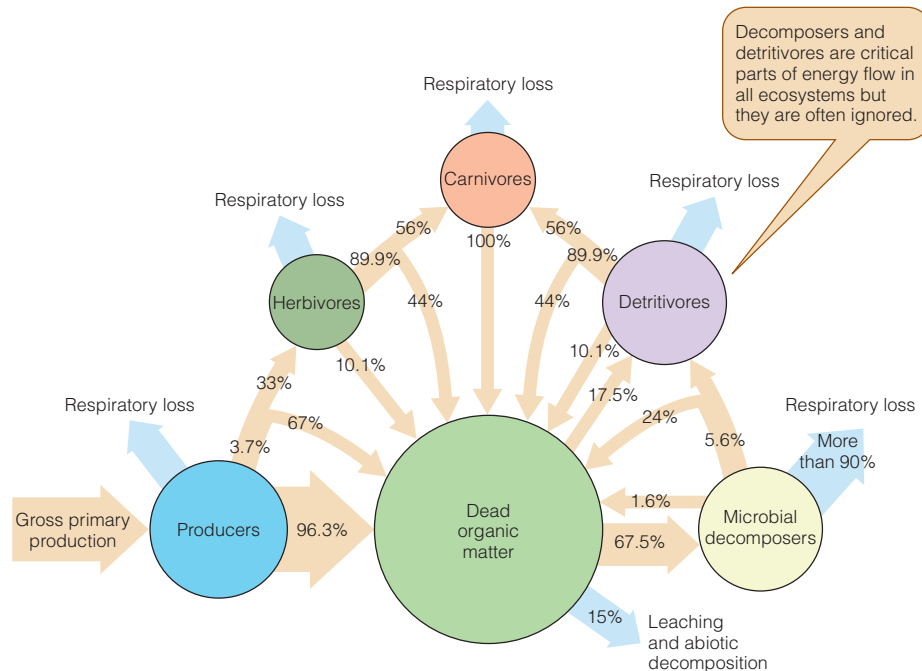 Decomposers and
detritivores are critical
parts of energy flow in
all ecosystems but
they are often ignored.
Respiratory loss
Carnivores
Respiratory loss
Respiratory loss
56%
100%
56%
89.9%
89.9%
Herbivores
44%
44%
Detritivores
10.1%
10.1%
33%
17.5%
Respiratory loss
67%
24%
Respiratory loss
3.7%
5.6%
More
than 90%
1.6%
Gross primary
production
Producers
96.3%
Dead
organic
matter
67.5%
Microbial
decomposers
15%
Leaching
and abiotic
decomposition